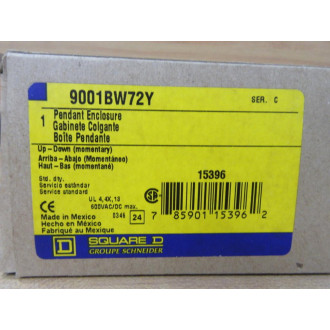 9001BW72Y SER. C
1 Pendant Enclosure
Gabinete Colgante
Boîte Pendante
Up-Down (momentary)
Arriba-Abajo (Momentáneo)
Haut-Bas (momentané)
15396
Std. dty.
Servicio estándar
Service standard
UL 4,4X,13
600VAC/DC max.
CE
Made in Mexico
Hecho en México
Fabriqué au Mexique
0346 24 7 85901 15396 2
SQUARE D
GROUPE SCHNEIDER